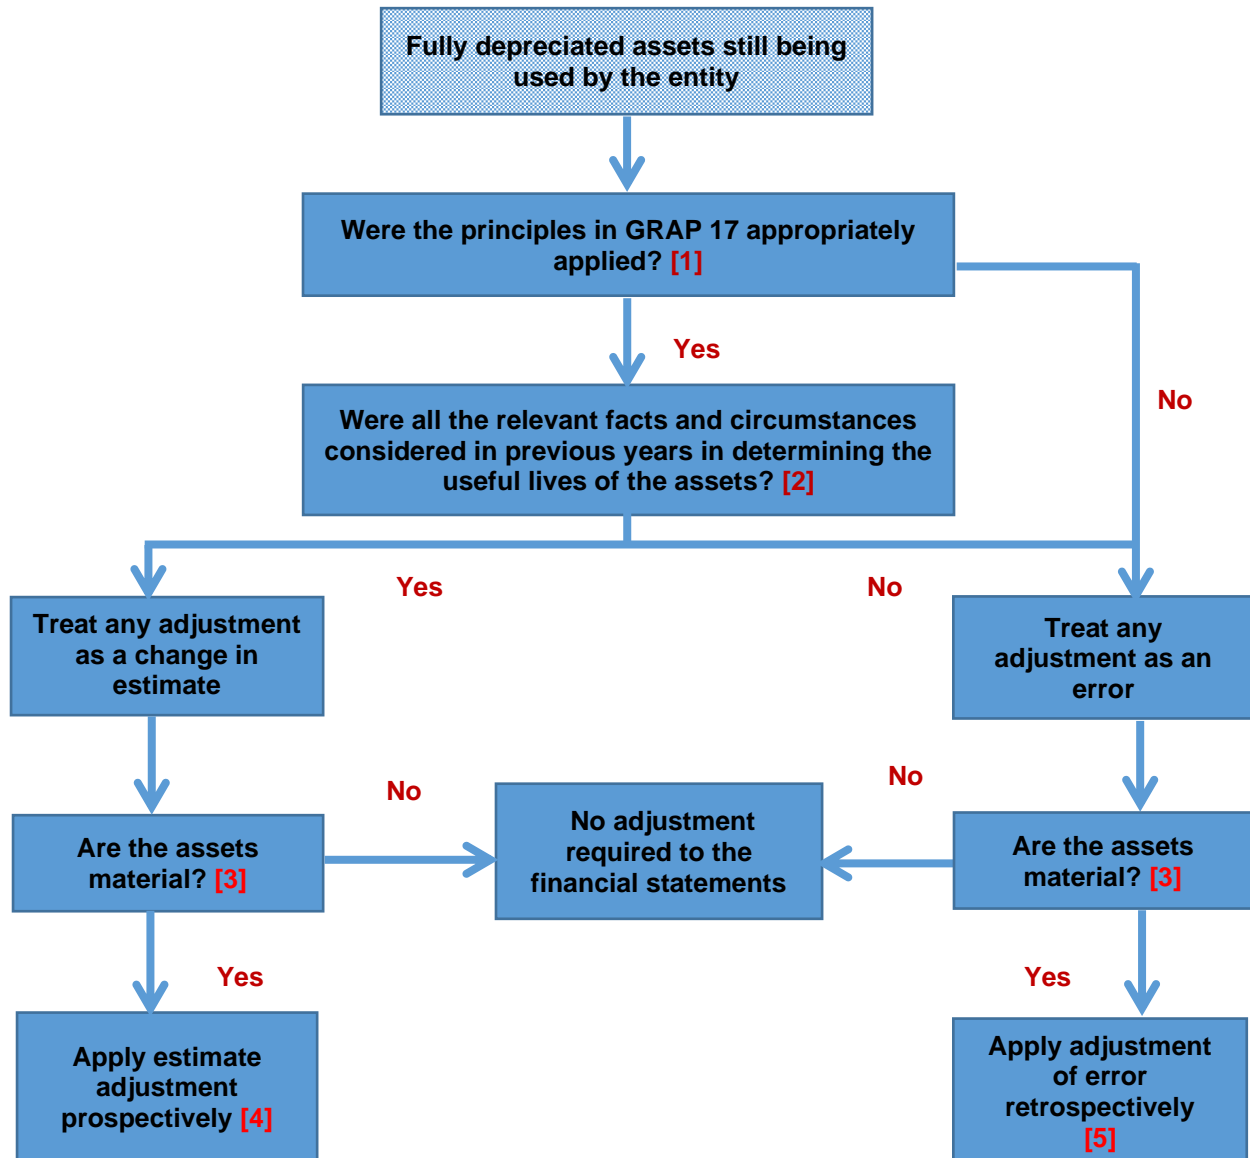 Fully depreciated assets still being
used by the entity
Were the principles in GRAP 17 appropriately
applied? [1]
Yes
No
Were all the relevant facts and circumstances
considered in previous years in determining the
useful lives of the assets? [2]
Yes
No
Treat any adjustment
as a change in
estimate
Treat any
adjustment as an
error
No
No
Are the assets
material? [3]
No adjustment
required to the
financial statements
Are the assets
material? [3]
Yes
Yes
Apply estimate
adjustment
prospectively [4]
Apply adjustment
of error
retrospectively
[5]